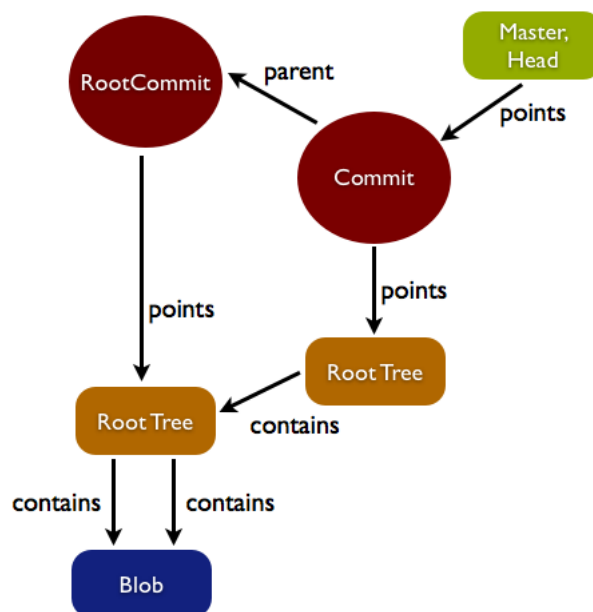 Master,
Head
RootCommit
parent
points
Commit
points
points
Root Tree
Root Tree
contains
contains
contains
Blob